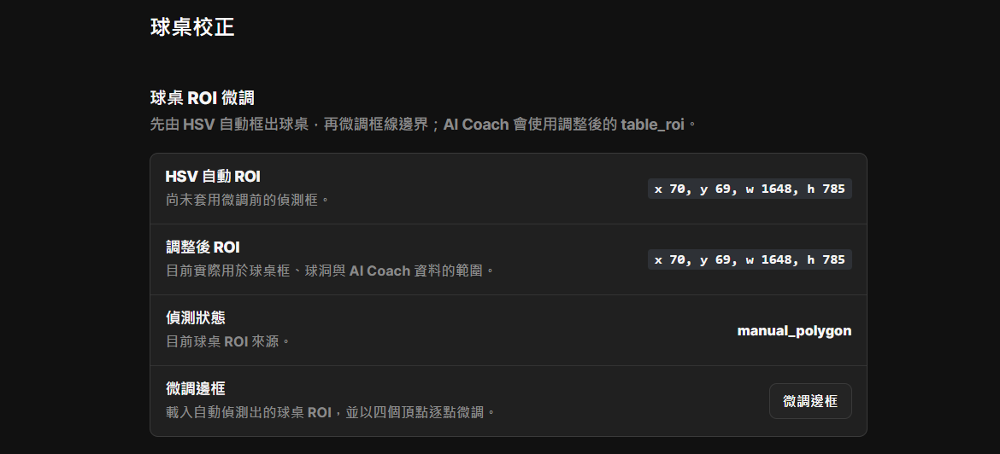 球桌校正
球桌 ROI 微調
先由 HSV 自動框出球桌，再微調框線邊界；AI Coach 會使用調整後的 table_roi。
HSV 自動 ROI
尚未套用微調前的偵測框。
x 70, y 69, w 1648, h 785
調整後 ROI
目前實際用於球桌框、球洞與 AI Coach 資料的範圍。
x 70, y 69, w 1648, h 785
偵測狀態
目前球桌 ROI 來源。
manual_polygon
微調邊框
載入自動偵測出的球桌 ROI，並以四個頂點逐點微調。
微調邊框